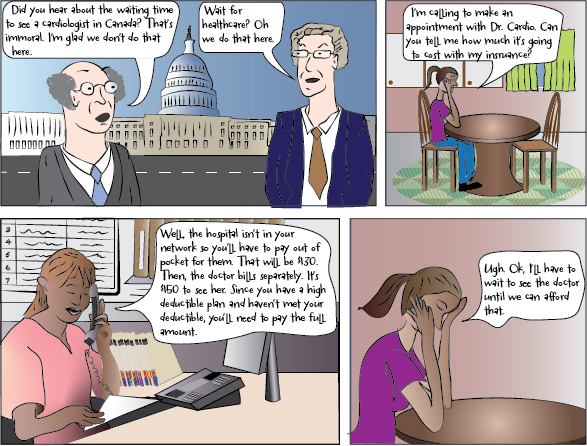 Did you hear about the waiting time
to see a cardiologist in Canada? That's
immoral. I'm glad we don't do that
here.
Wait for
healthcare? Oh
we do that here.
I'm calling to make an
appointment with Dr. Cardio. Can
you tell me how much it's going
to cost with my insruance?
3
4
5
6
7
Well, the hospital isn't in your
network so you'll have to pay out of
pocket for them. That will be $130.
Then, the doctor bills separately. It's
$150 to see her. Since you have a high
deductible plan and haven't met your
deductible, you'll need to pay the full
amount.
Ugh. Ok, I'll have to
wait to see the doctor
until we can afford
that.